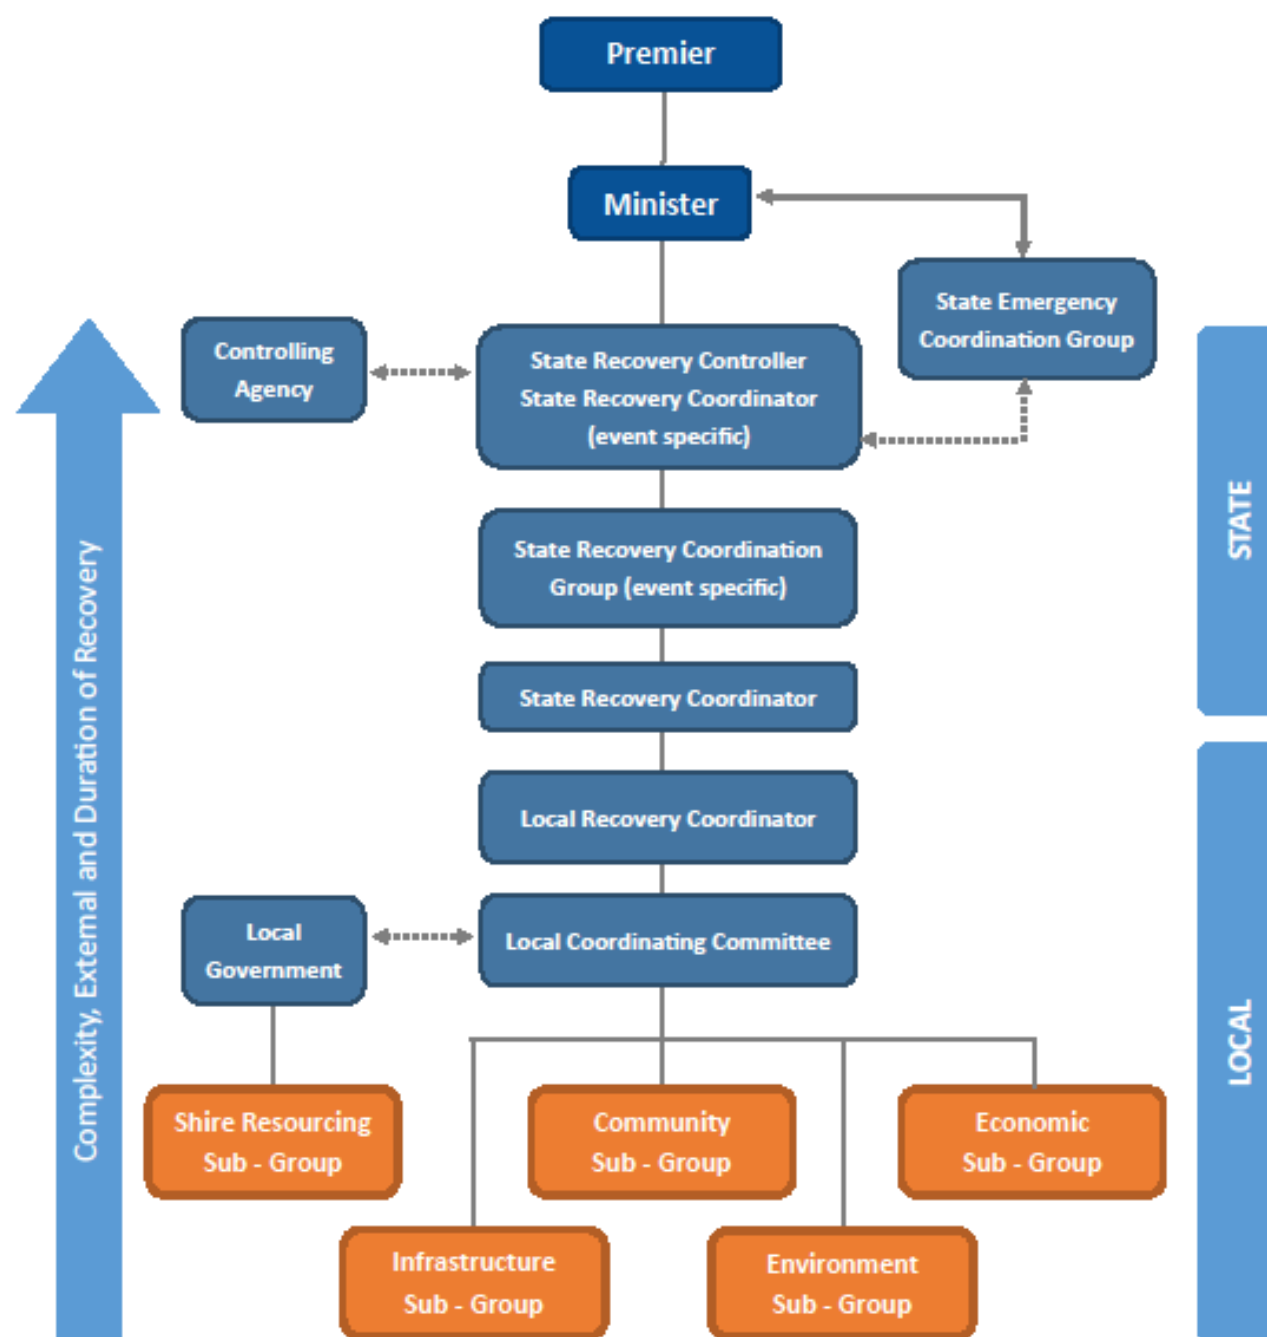 Premier
Minister
State Emergency
Coordination Group
Controlling
Agency
State Recovery Controller
State Recovery Coordinator
(event specific)
State Recovery Coordination
Group (event specific)
State Recovery Coordinator
Local Recovery Coordinator
Local
Government
Local Coordinating Committee
Shire Resourcing
Sub - Group
Community
Sub - Group
Economic
Sub - Group
Infrastructure
Sub - Group
Environment
Sub - Group
Complexity, External and Duration of Recovery
STATE
LOCAL